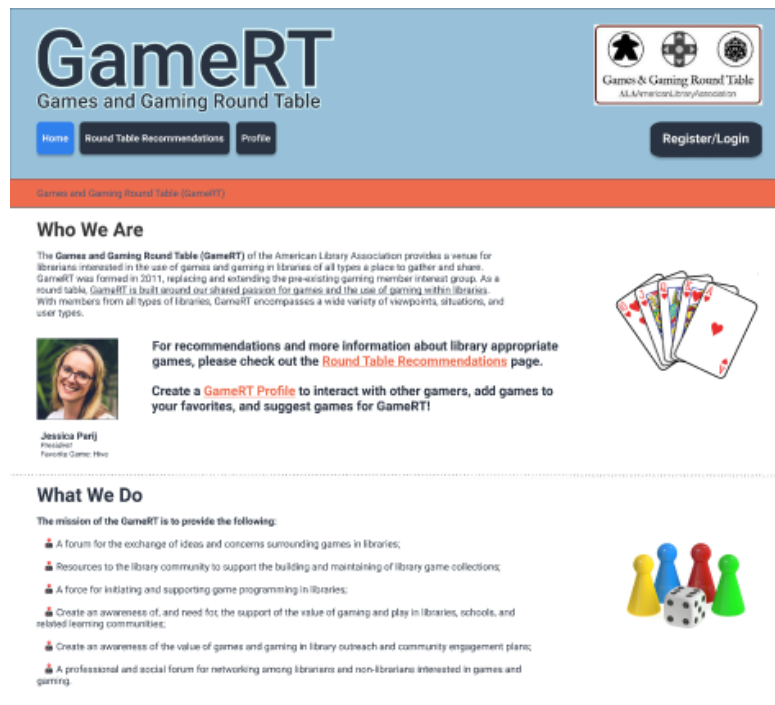 GameRT
Games and Gaming Round Table
Games & Gaming Round Table
ALAAmericanLibraryAssociation
Home
Round Table Recommendations
Profile
Register/Login
Games and Gaming Round Table (GameRT)
Who We Are
The Games and Gaming Round Table (GameRT) of the American Library Association provides a venue for
librarians interested in the use of games and gaming in libraries of all types a place to gather and share.
GameRT was formed in 2011, replacing and extending the pre-existing gaming member interest group. As a
round table, GameRT is built around our shared passion for games and the use of gaming within libraries.
With members from all types of libraries, GameRT encompasses a wide variety of viewpoints, situations, and
user types.
For recommendations and more information about library appropriate
games, please check out the Round Table Recommendations page.
Create a GameRT Profile to interact with other gamers, add games to
your favorites, and suggest games for GameRT!
Jessica Parij
President
Favorite Game: Hive
10 J Q K A
A
What We Do
The mission of the GameRT is to provide the following:
A forum for the exchange of ideas and concerns surrounding games in libraries;
Resources to the library community to support the building and maintaining of library game collections;
A force for initiating and supporting game programming in libraries;
Create an awareness of, and need for, the support of the value of gaming and play in libraries, schools, and
related learning communities;
Create an awareness of the value of games and gaming in library outreach and community engagement plans;
A professional and social forum for networking among librarians and non-librarians interested in games and
gaming.